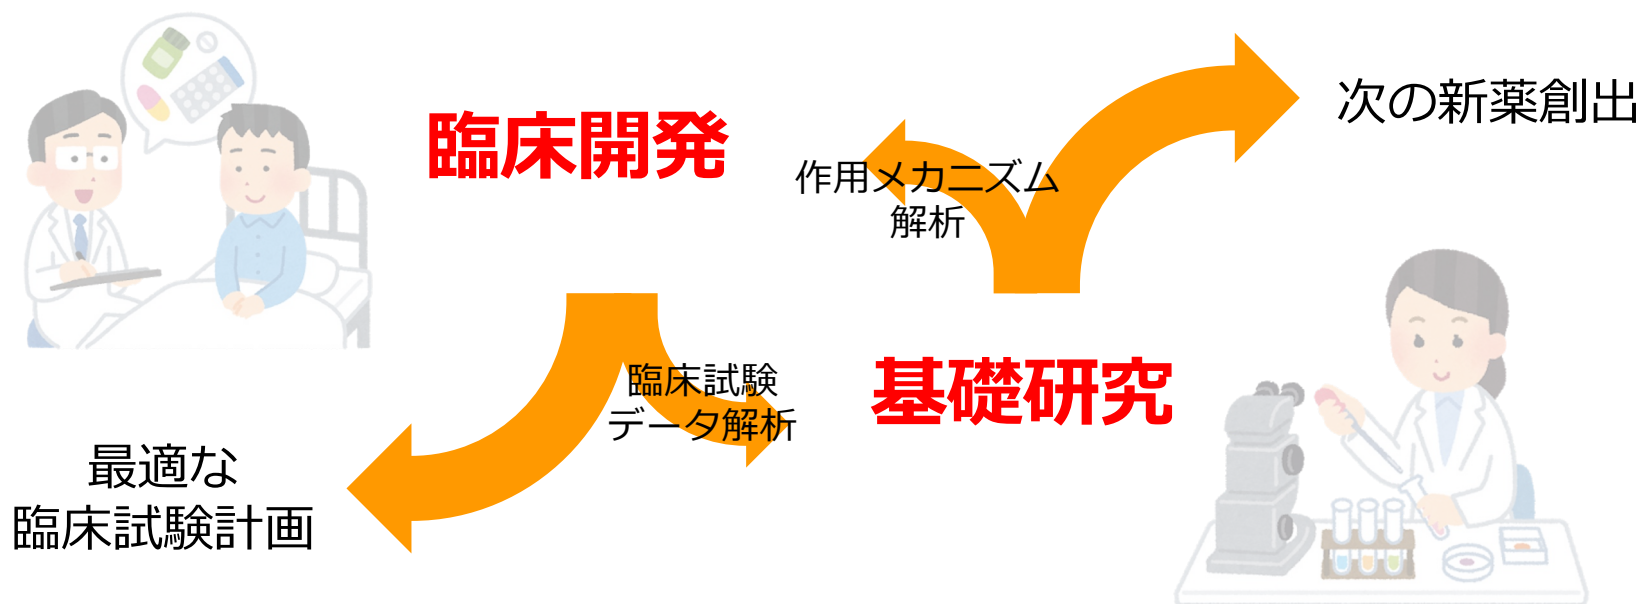 臨床開発
作用メカニズム
解析
次の新薬創出
臨床試験
データ解析
基礎研究
最適な
臨床試験計画